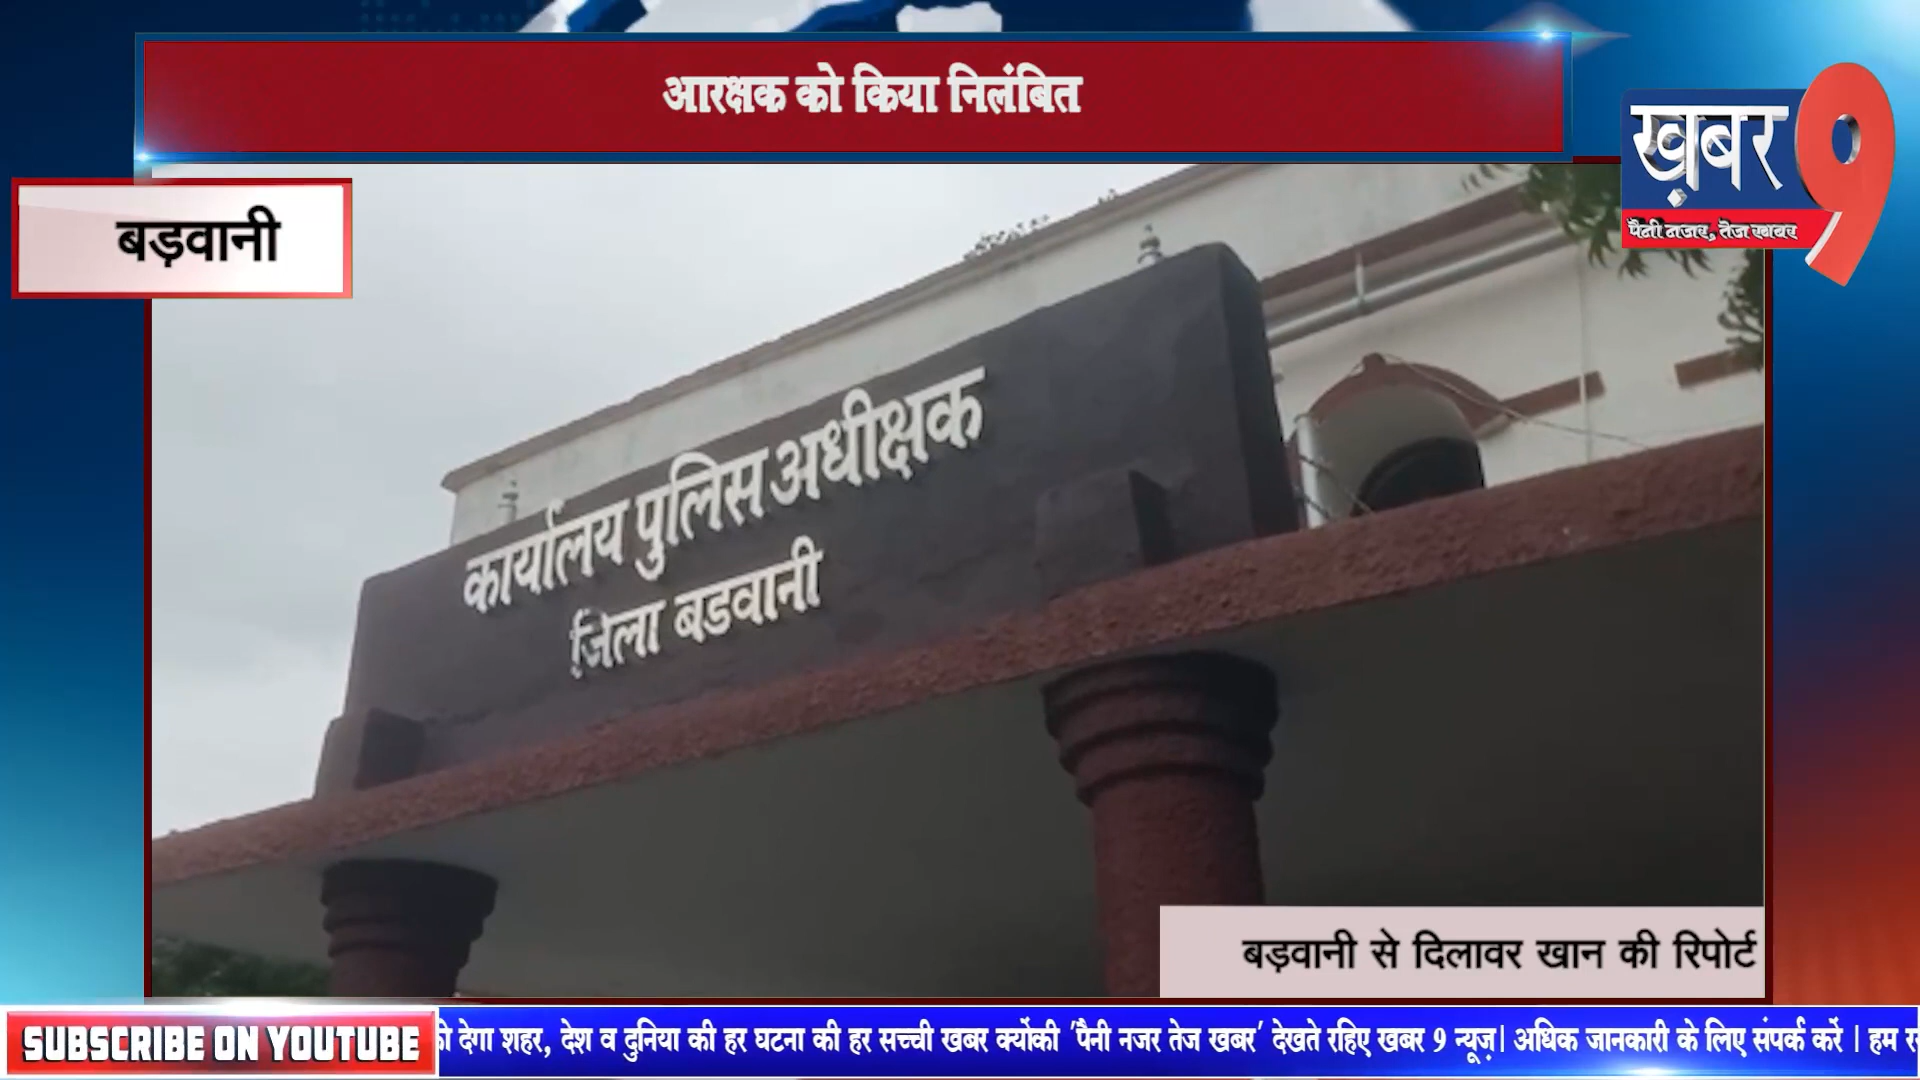 आरक्षक को किया निलंबित
ख़बर 9
पैनी नजर, तेज खबर
बड़वानी
कार्यालय पुलिस अधीक्षक
जिला बडवानी
बड़वानी से दिलावर खान की रिपोर्ट
SUBSCRIBE ON YOUTUBE
देगा शहर, देश व दुनिया की हर घटना की हर सच्ची खबर क्योंकी 'पैनी नजर तेज खबर' देखते रहिए खबर 9 न्यूज़| अधिक जानकारी के लिए संपर्क करें | हम